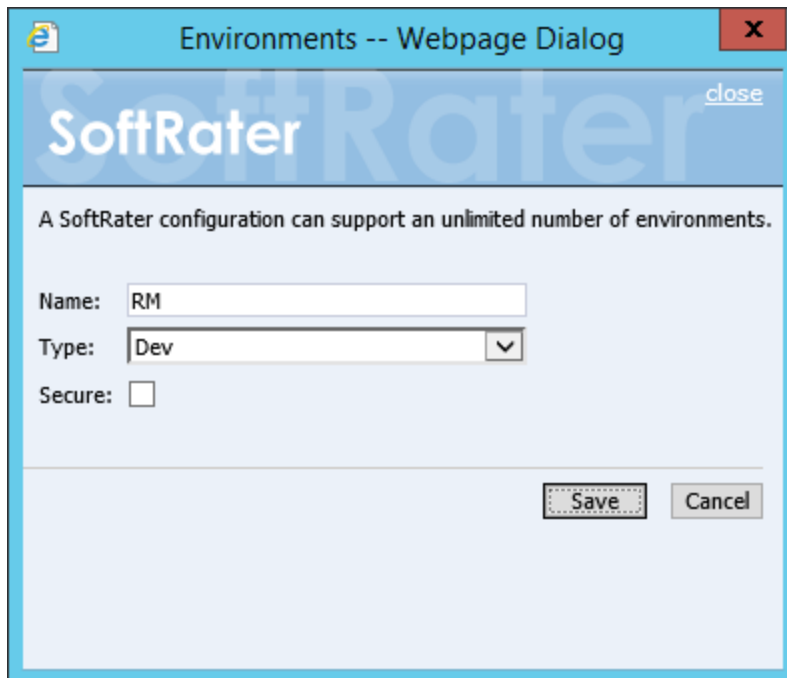 Environments -- Webpage Dialog
x
close
SoftRater
SoftRater
A SoftRater configuration can support an unlimited number of environments.
Name: RM
Type: Dev
Secure:
Save Cancel